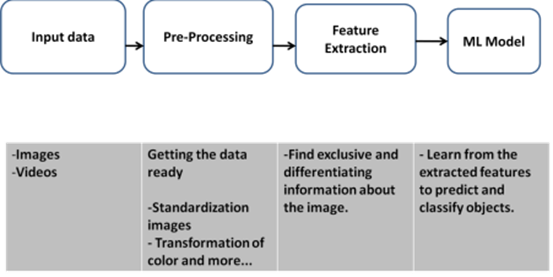 Input data
Pre-Processing
Feature
Extraction
ML Model
-Images
-Videos
Getting the data
ready
-Standardization
images
- Transformation of
color and more...
-Find exclusive and
differentiating
information about
the image.
- Learn from the
extracted features
to predict and
classify objects.